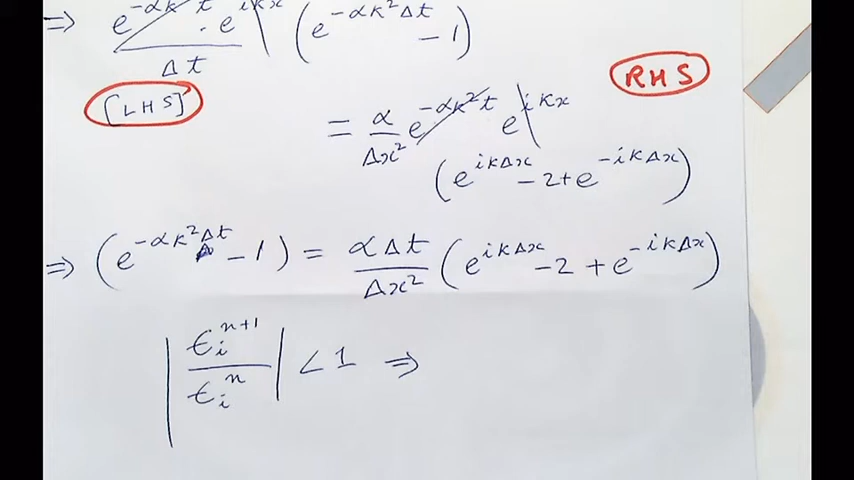 ⇒ e^{-αk²t} · e^{ikx} / Δt (e^{-αk²Δt} - 1)
RHS
[LHS]
= α/Δx² e^{-αk²t} e^{ikx}
(e^{ikΔx} - 2 + e^{-ikΔx})
⇒ (e^{-αk²Δt} - 1) = αΔt/Δx² (e^{ikΔx} - 2 + e^{-ikΔx})
|ϵ_i^{n+1} / ϵ_i^n| < 1 ⇒